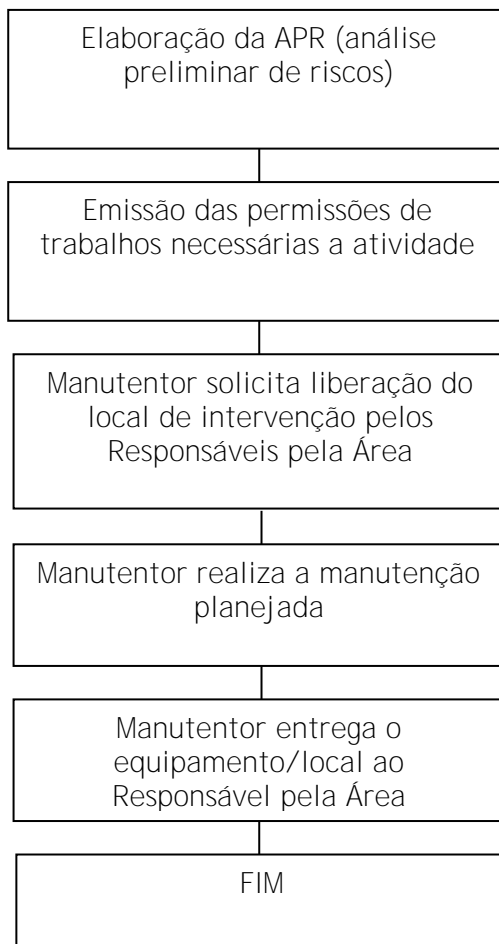 Elaboração da APR (análise
preliminar de riscos)
Emissão das permissões de
trabalhos necessárias a atividade
Manutentor solicita liberação do
local de intervenção pelos
Responsáveis pela Área
Manutentor realiza a manutenção
planejada
Manutentor entrega o
equipamento/local ao
Responsável pela Área
FIM